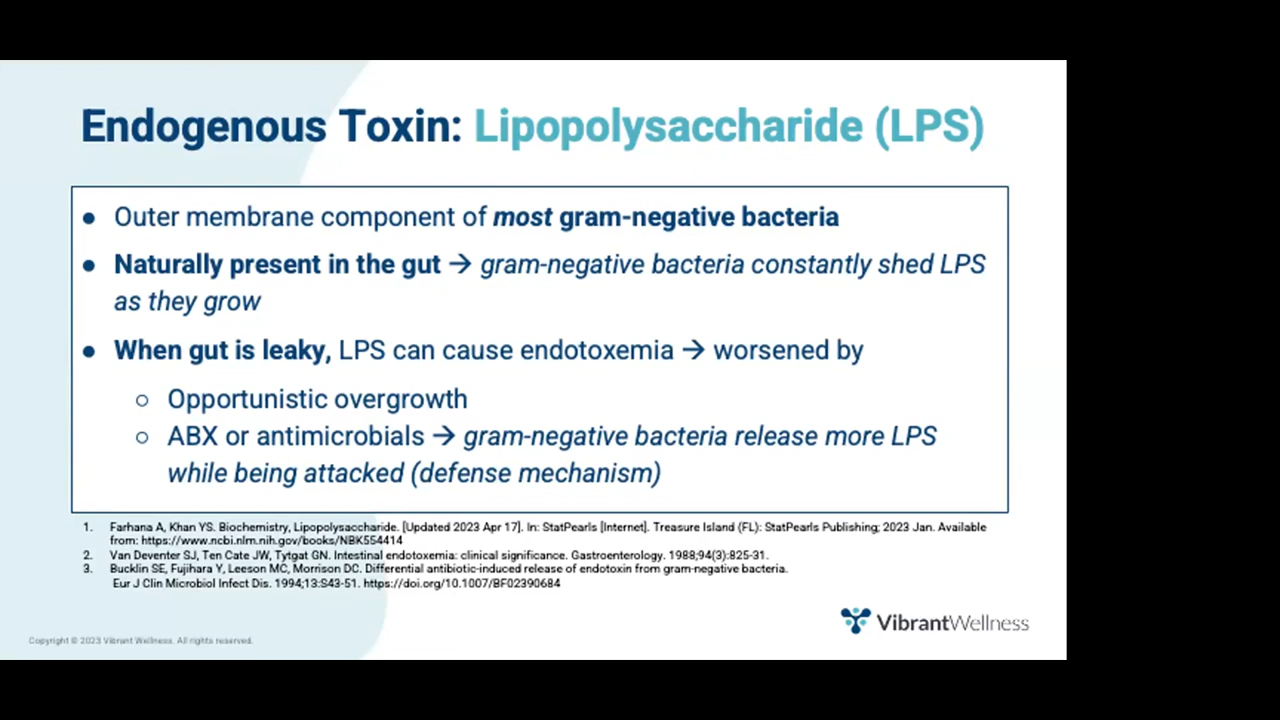 Endogenous Toxin: Lipopolysaccharide (LPS)
● Outer membrane component of most gram-negative bacteria
● Naturally present in the gut → gram-negative bacteria constantly shed LPS
as they grow
● When gut is leaky, LPS can cause endotoxemia → worsened by
○ Opportunistic overgrowth
○ ABX or antimicrobials → gram-negative bacteria release more LPS
while being attacked (defense mechanism)
1. Farhana A, Khan YS. Biochemistry, Lipopolysaccharide. [Updated 2023 Apr 17]. In: StatPearls [Internet]. Treasure Island (FL): StatPearls Publishing; 2023 Jan. Available
from: https://www.ncbi.nlm.nih.gov/books/NBK554414
2. Van Deventer SJ, Ten Cate JW, Tytgat GN. Intestinal endotoxemia: clinical significance. Gastroenterology. 1988;94(3):825-31.
3. Bucklin SE, Fujihara Y, Leeson MC, Morrison DC. Differential antibiotic-induced release of endotoxin from gram-negative bacteria.
Eur J Clin Microbiol Infect Dis. 1994;13:S43-51. https://doi.org/10.1007/BF02390684
VibrantWellness
Copyright © 2023 Vibrant Wellness. All rights reserved.